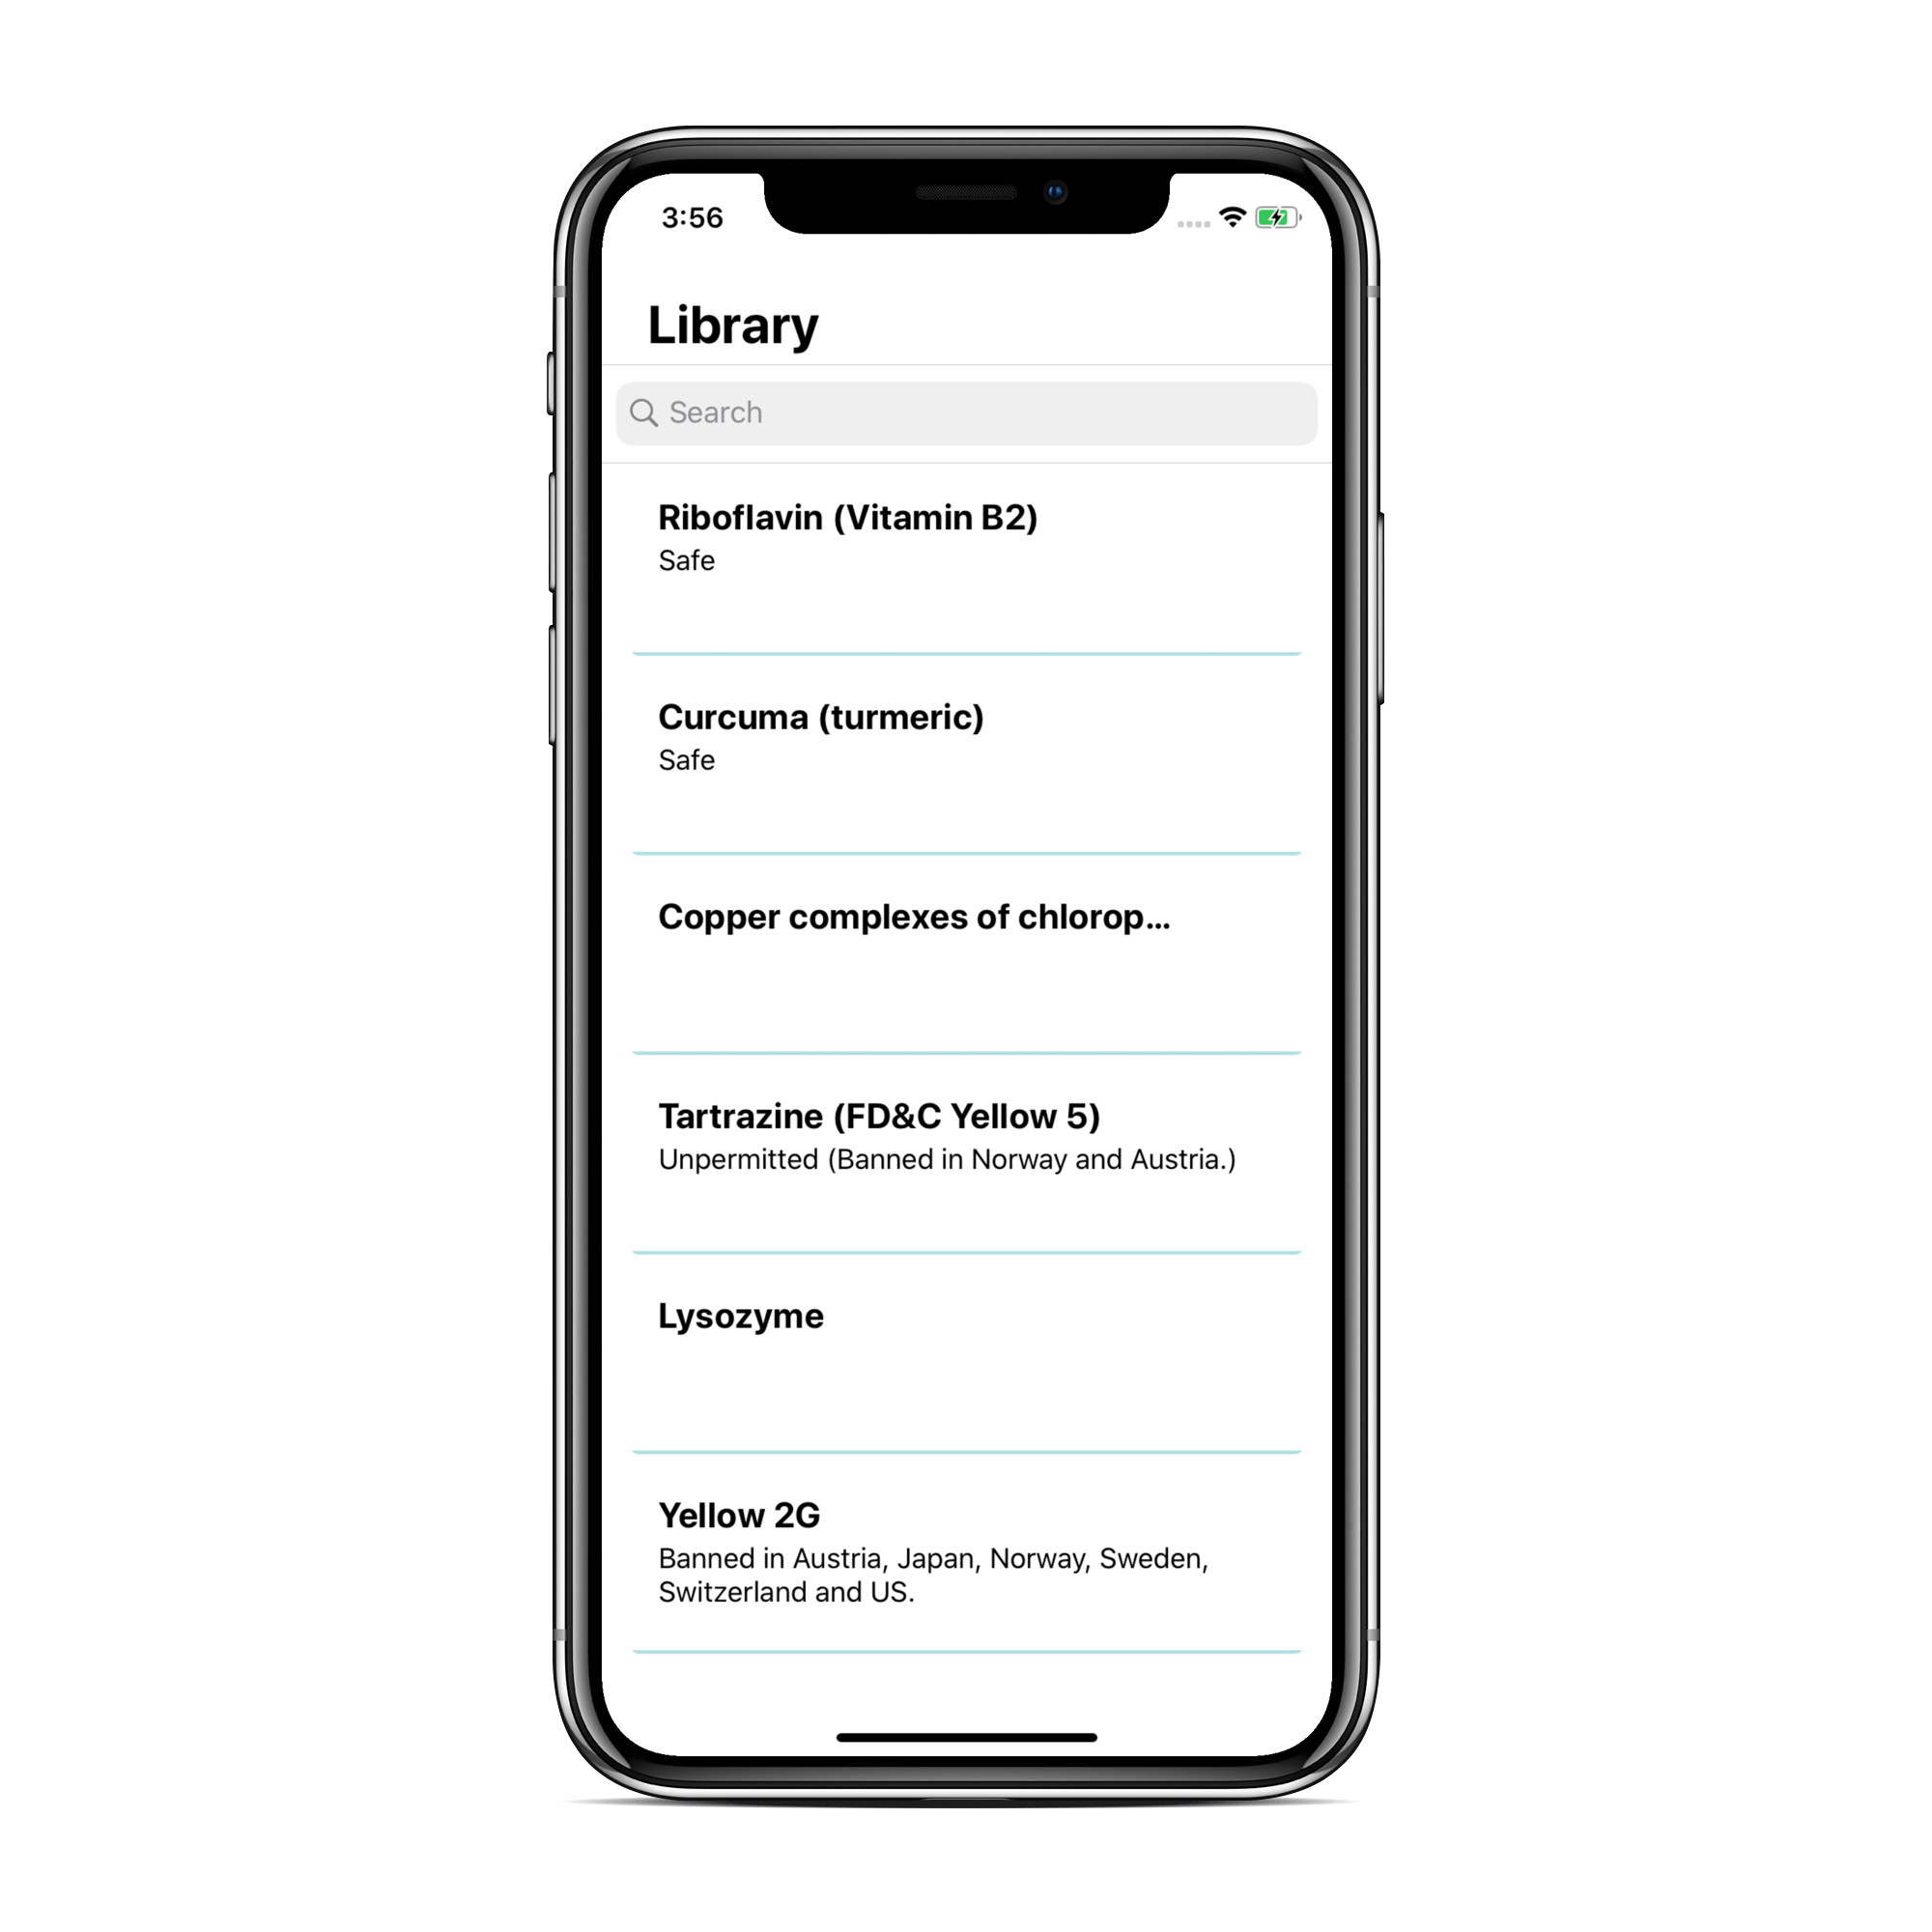 3:56
Library
Search
Riboflavin (Vitamin B2)
Safe
Curcuma (turmeric)
Safe
Copper complexes of chlorop...
Tartrazine (FD&C Yellow 5)
Unpermitted (Banned in Norway and Austria.)
Lysozyme
Yellow 2G
Banned in Austria, Japan, Norway, Sweden,
Switzerland and US.